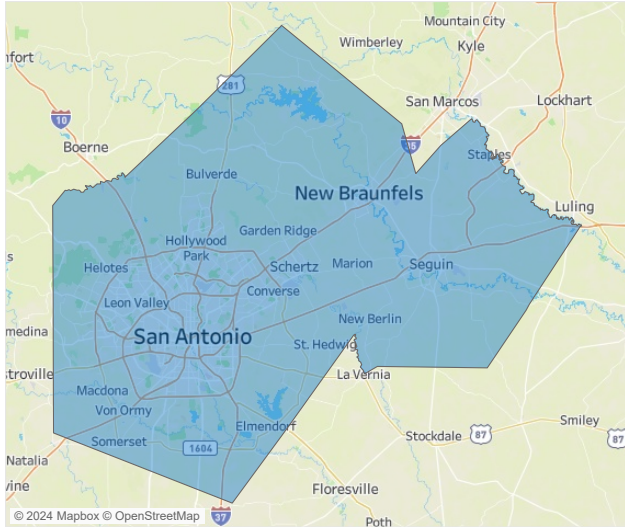 Mountain City
Wimberley
Kyle
nfort
281
San Marcos
Lockhart
10
Boerne
35
Staples
Bulverde
New Braunfels
Luling
Garden Ridge
Hollywood
Park
s
Helotes
Schertz
Marion
Seguin
Converse
Leon Valley
New Berlin
medina
San Antonio
St. Hedwig
stroville
La Vernia
Macdona
Von Ormy
Smiley
Elmendorf
Somerset
1604
Stockdale
87
87
Natalia
vine
Floresville
© 2024 Mapbox © OpenStreetMap
37
Poth